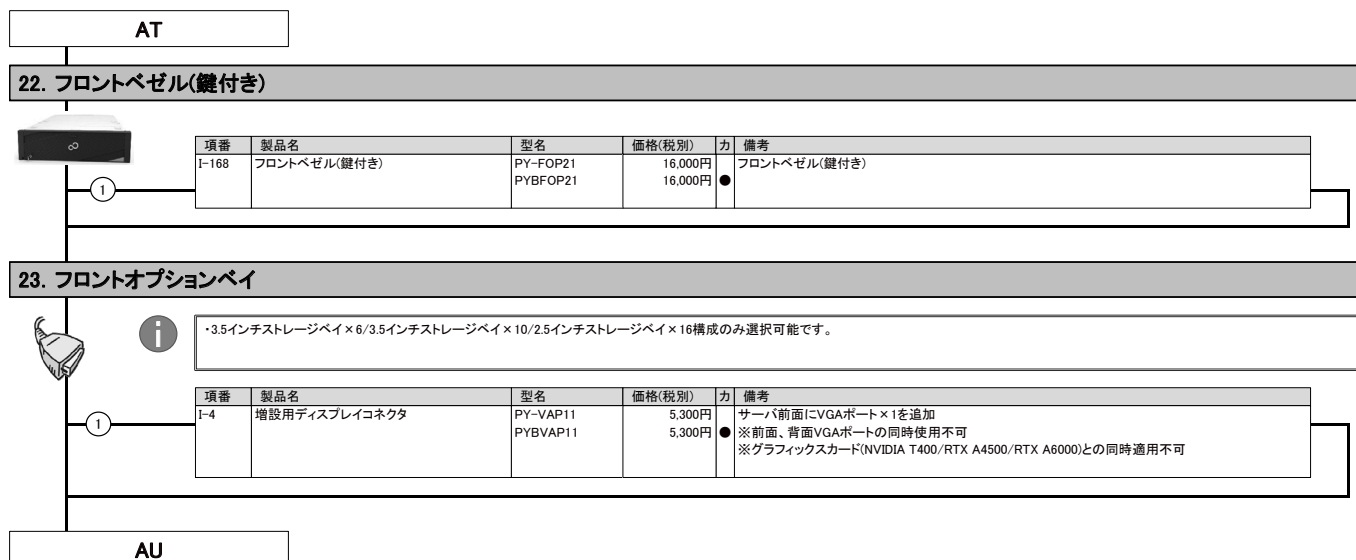 AT
22. フロントベゼル(鍵付き)
項番 製品名 型名 価格(税別) カ 備考
I-168 フロントベゼル(鍵付き) PY-FOP21 16,000円 フロントベゼル(鍵付き)
PYBFOP21 16,000円 ●
1
23. フロントオプションベイ
i
・3.5インチストレージベイ×6/3.5インチストレージベイ×10/2.5インチストレージベイ×16構成のみ選択可能です。
項番 製品名 型名 価格(税別) カ 備考
I-4 増設用ディスプレイコネクタ PY-VAP11 5,300円 サーバ前面にVGAポート×1を追加
1
PYBVAP11 5,300円 ● ※前面、背面VGAポートの同時使用不可
※グラフィックスカード(NVIDIA T400/RTX A4500/RTX A6000)との同時適用不可
AU